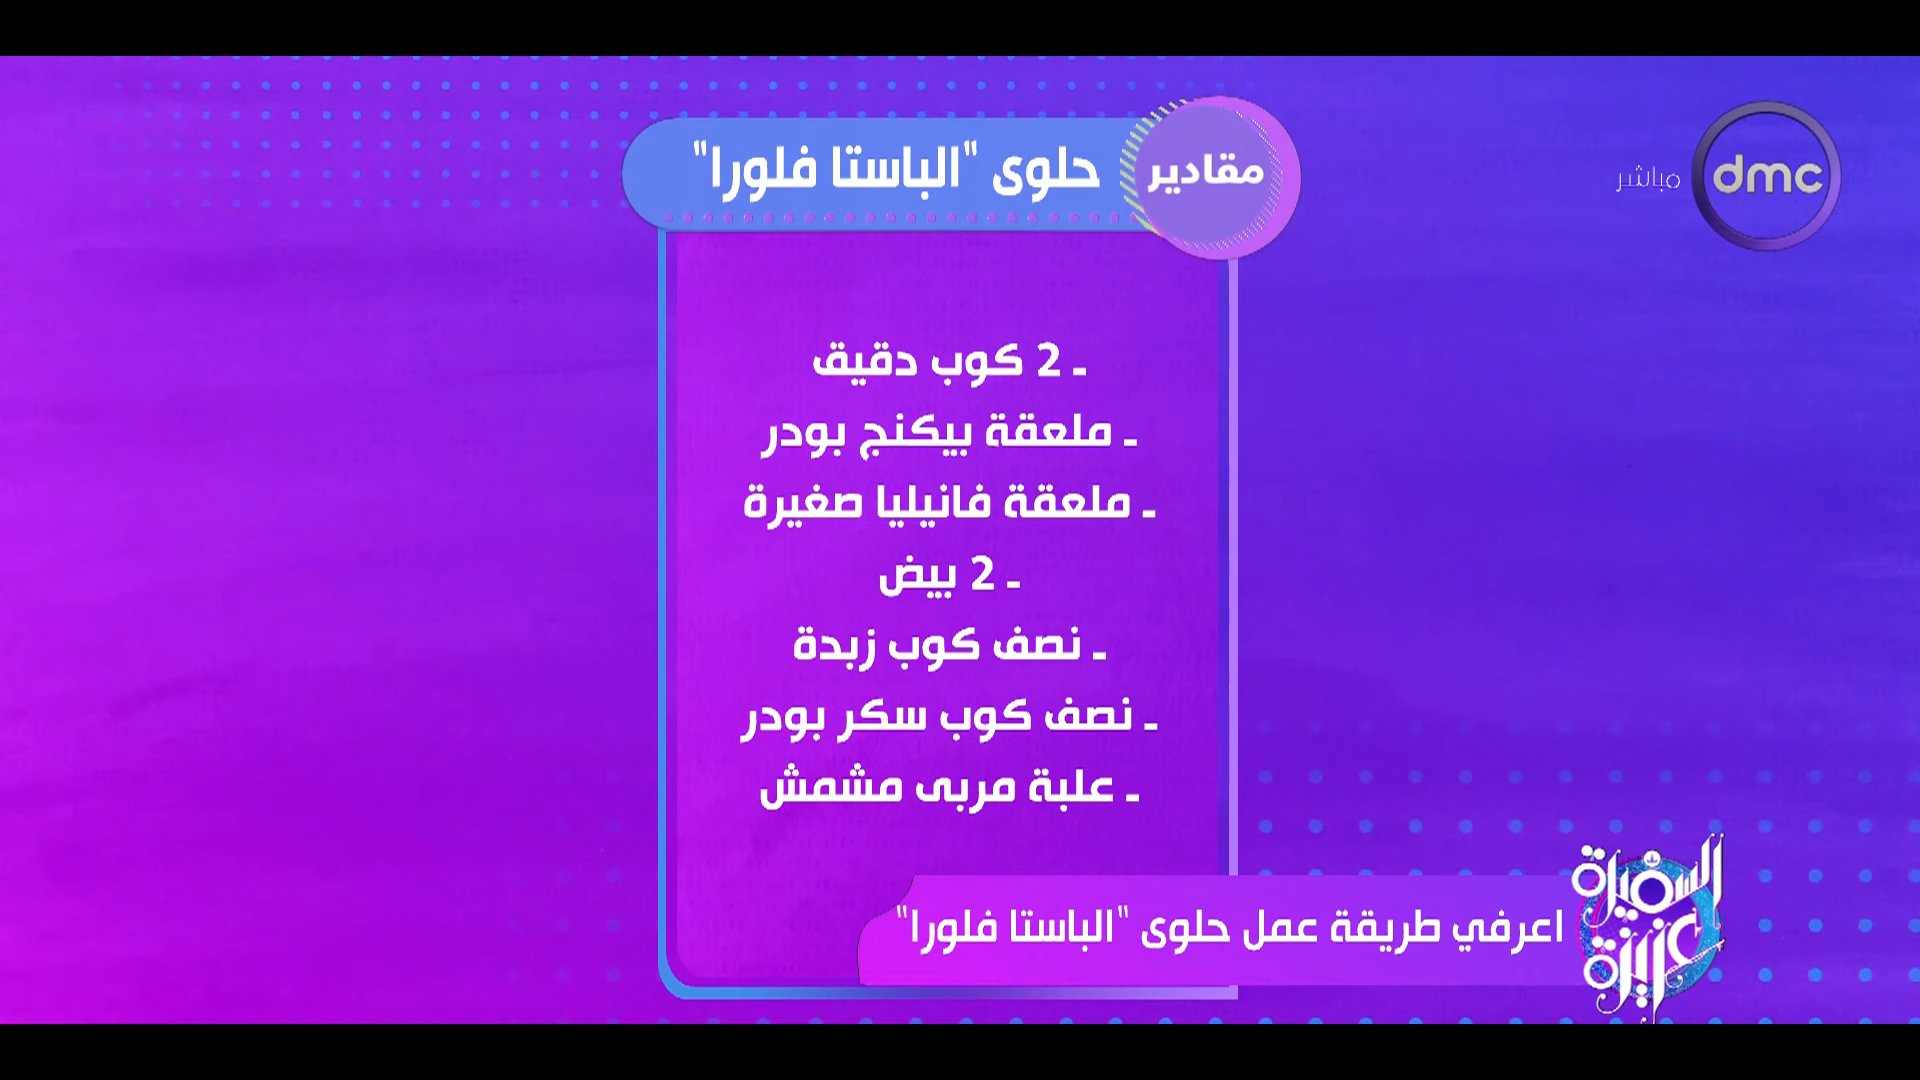 مقادير
حلوى "الباستا فلورا"
dmc
مباشر
- 2 كوب دقيق
- ملعقة بيكنج بودر
- ملعقة فانيليا صغيرة
- 2 بيض
- نصف كوب زبدة
- نصف كوب سكر بودر
- علبة مربى مشمش
اعرفي طريقة عمل حلوى "الباستا فلورا"
السفيرة
عزيزة